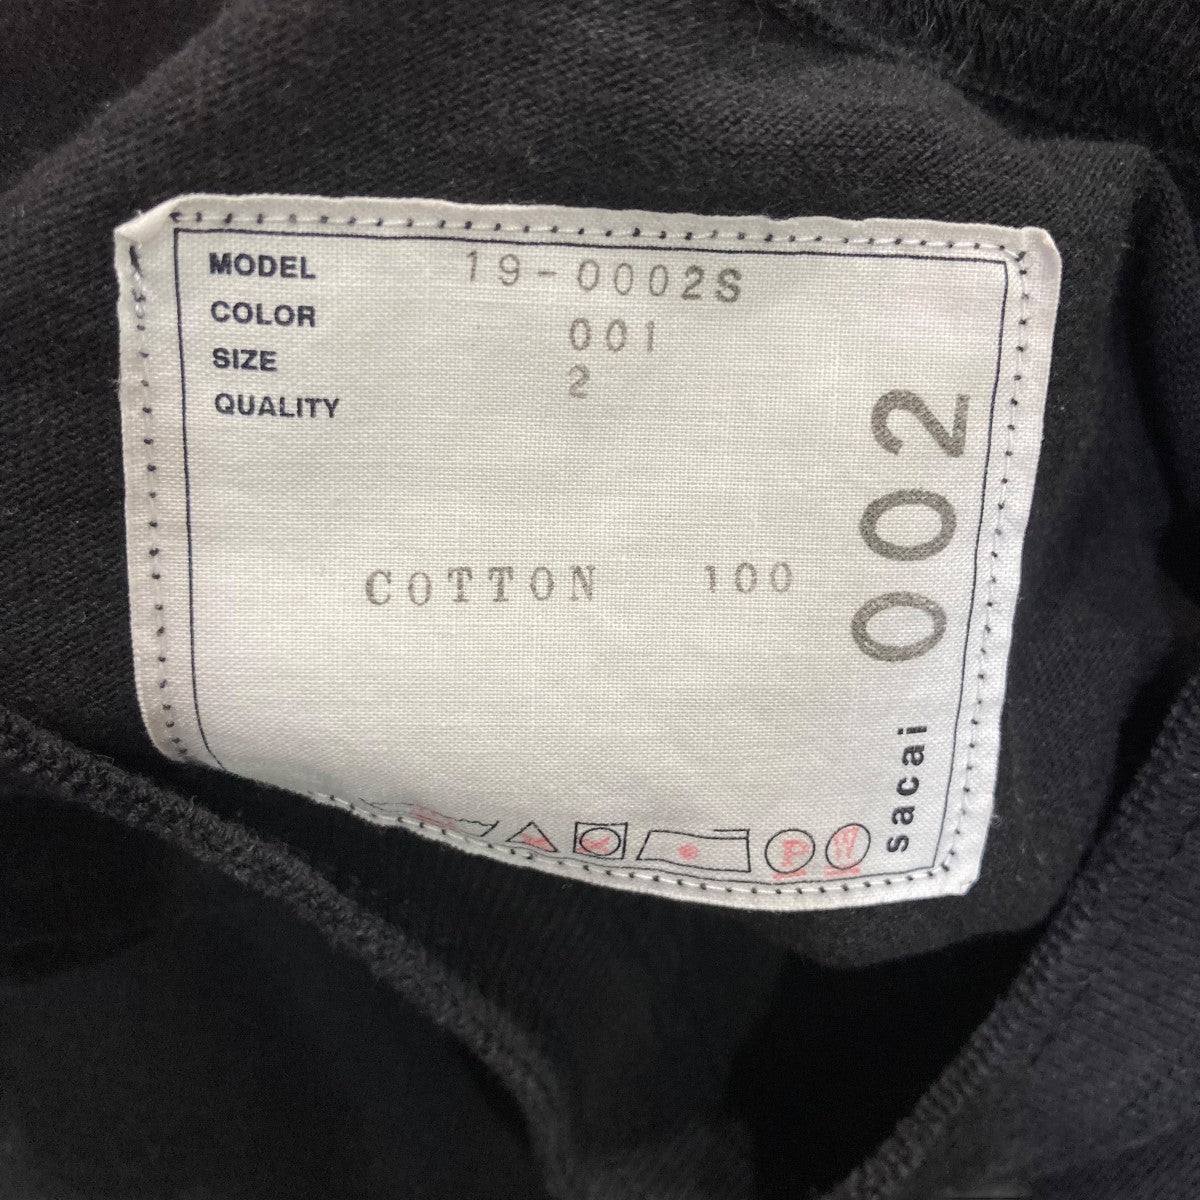 MODEL 19-0002S
COLOR 001
SIZE 2
QUALITY
COTTON 100
sacai 002
P W